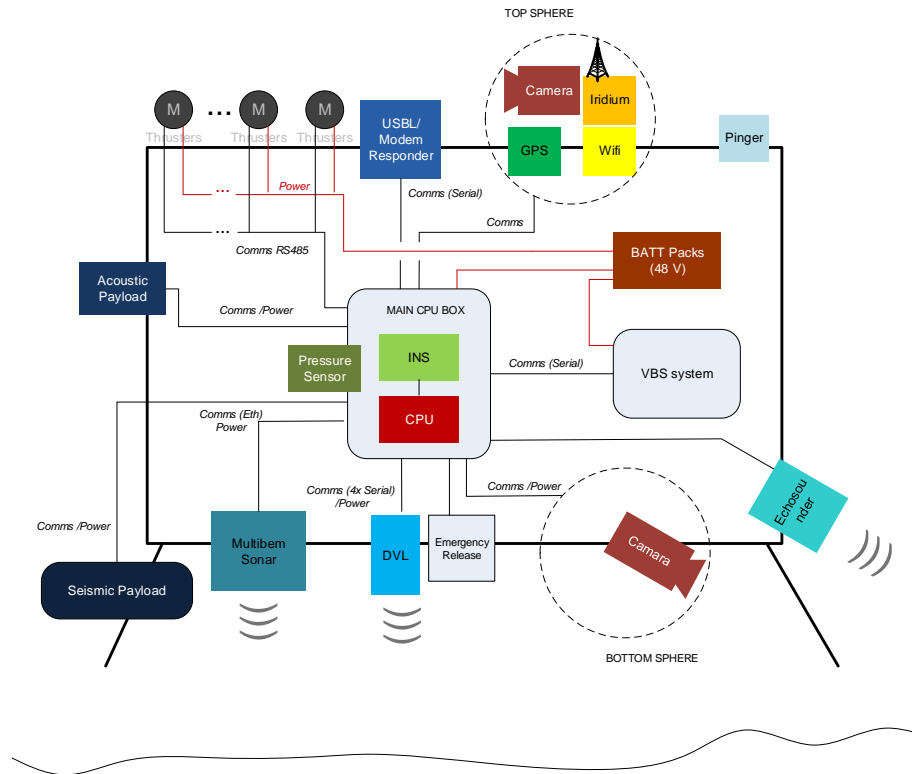 TOP SPHERE
Camera
Iridium
GPS
Wifi
M
...
M
M
Thrusters
Thrusters
Thrusters
USBL/
Modem
Responder
Pinger
...
Power
Comms (Serial)
Comms
...
Comms RS485
BATT Packs
(48 V)
Acoustic
Payload
Comms /Power
MAIN CPU BOX
INS
CPU
Pressure
Sensor
Comms (Serial)
VBS system
Comms (Eth)
Power
Comms (4x Serial)
/Power
Comms /Power
Echosou
nder
Comms /Power
Multibem
Sonar
DVL
Emergency
Release
Camara
Seismic Payload
BOTTOM SPHERE